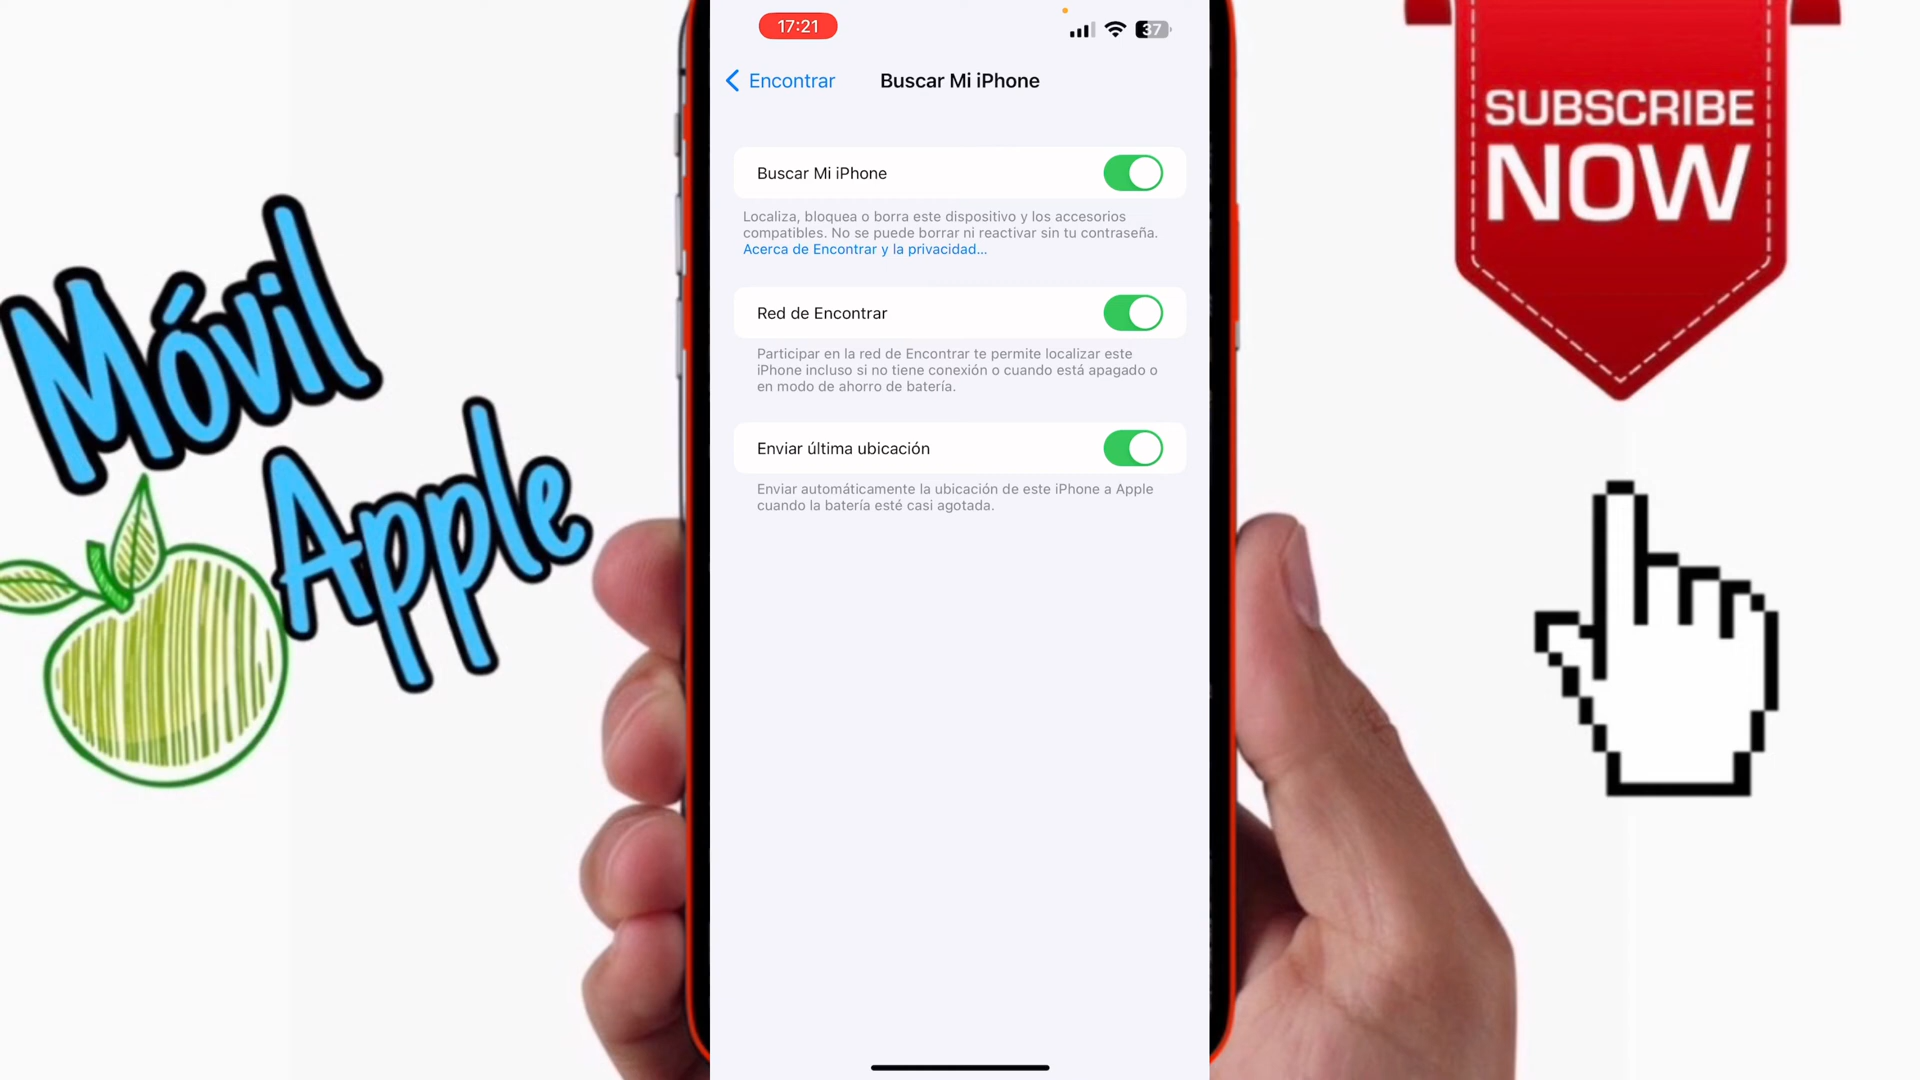 17:21
37
Encontrar
Buscar Mi iPhone
Buscar Mi iPhone
Localiza, bloquea o borra este dispositivo y los accesorios
compatibles. No se puede borrar ni reactivar sin tu contraseña.
Acerca de Encontrar y la privacidad...
Red de Encontrar
Participar en la red de Encontrar te permite localizar este
iPhone incluso si no tiene conexión o cuando está apagado o
en modo de ahorro de batería.
Enviar última ubicación
Enviar automáticamente la ubicación de este iPhone a Apple
cuando la batería esté casi agotada.
Móvil
Apple
SUBSCRIBE
NOW